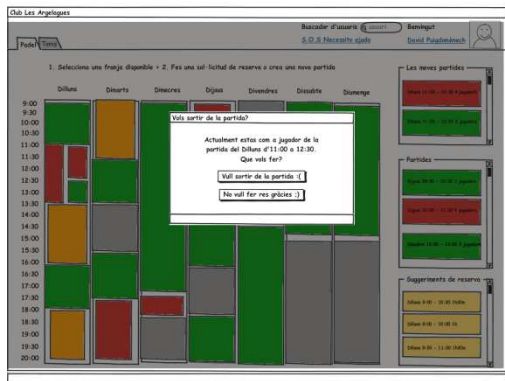 Club Les Argelagues
Buscador d'usuaris
Benvingut
S.O.S Necessito ajuda
David Puigdomènech
Padel Tenis
1. Selecciona una franja disponible > 2. Fes una sol·licitud de reserva o crea una nova partida
Les meves partides
Dilluns Dimarts Dimecres Dijous Divendres Dissabte Diumenge
9:00
9:30
10:00
10:30
11:00
11:30
12:00
12:30
13:00
13:30
14:00
14:30
15:00
15:30
16:00
16:30
17:00
17:30
18:00
18:30
19:00
19:30
20:00
Vols sortir de la partida?
Actualment estas com a jugador de la
partida del Dilluns d'11:00 a 12:30.
Que vols fer?
Vull sortir de la partida :(
No vull fer res gràcies ;)
Partides
Suggeriments de reserva